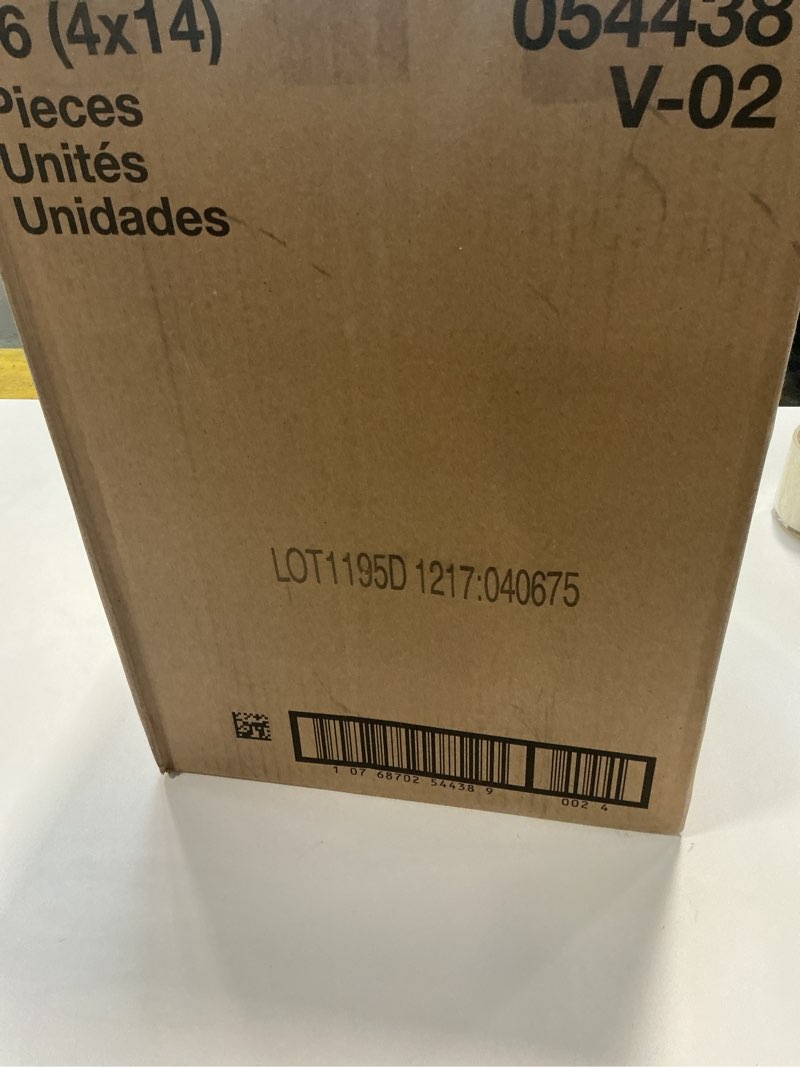 6 (4x14)
Pieces
Unités
Unidades
054438
V-02
LOT1195D 1217:040675
1 07 68702 54438 9
002 4